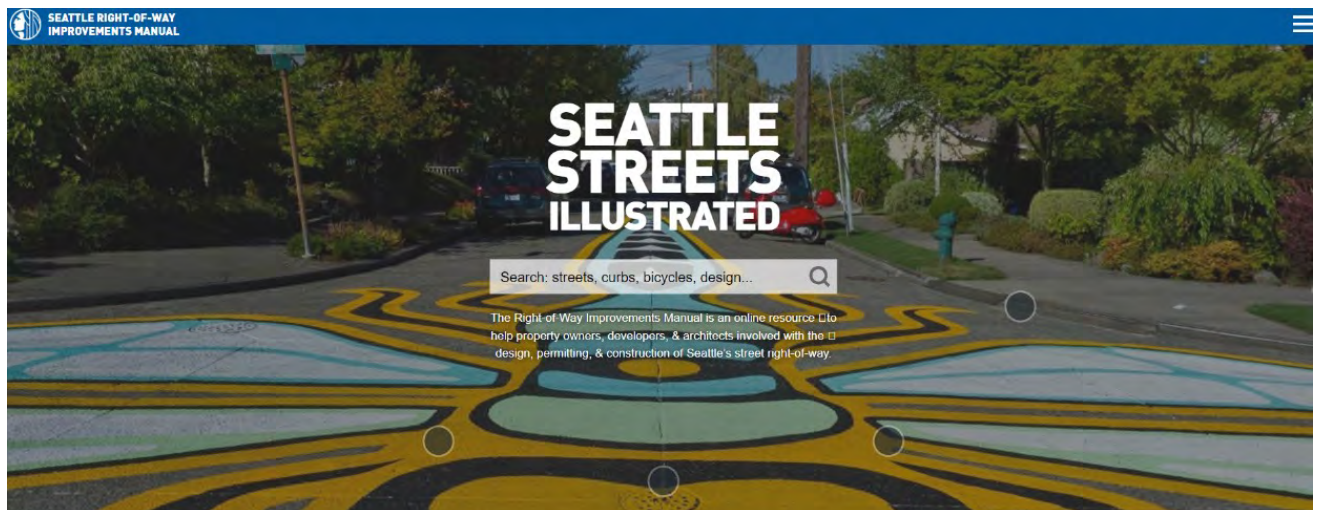 SEATTLE RIGHT-OF-WAY
IMPROVEMENTS MANUAL
SEATTLE
STREETS
ILLUSTRATED
Search: streets, curbs, bicycles, design...
The Right-of-Way Improvements Manual is an online resource □to
help property owners, developers, & architects involved with the □
design, permitting, & construction of Seattle's street right-of-way.